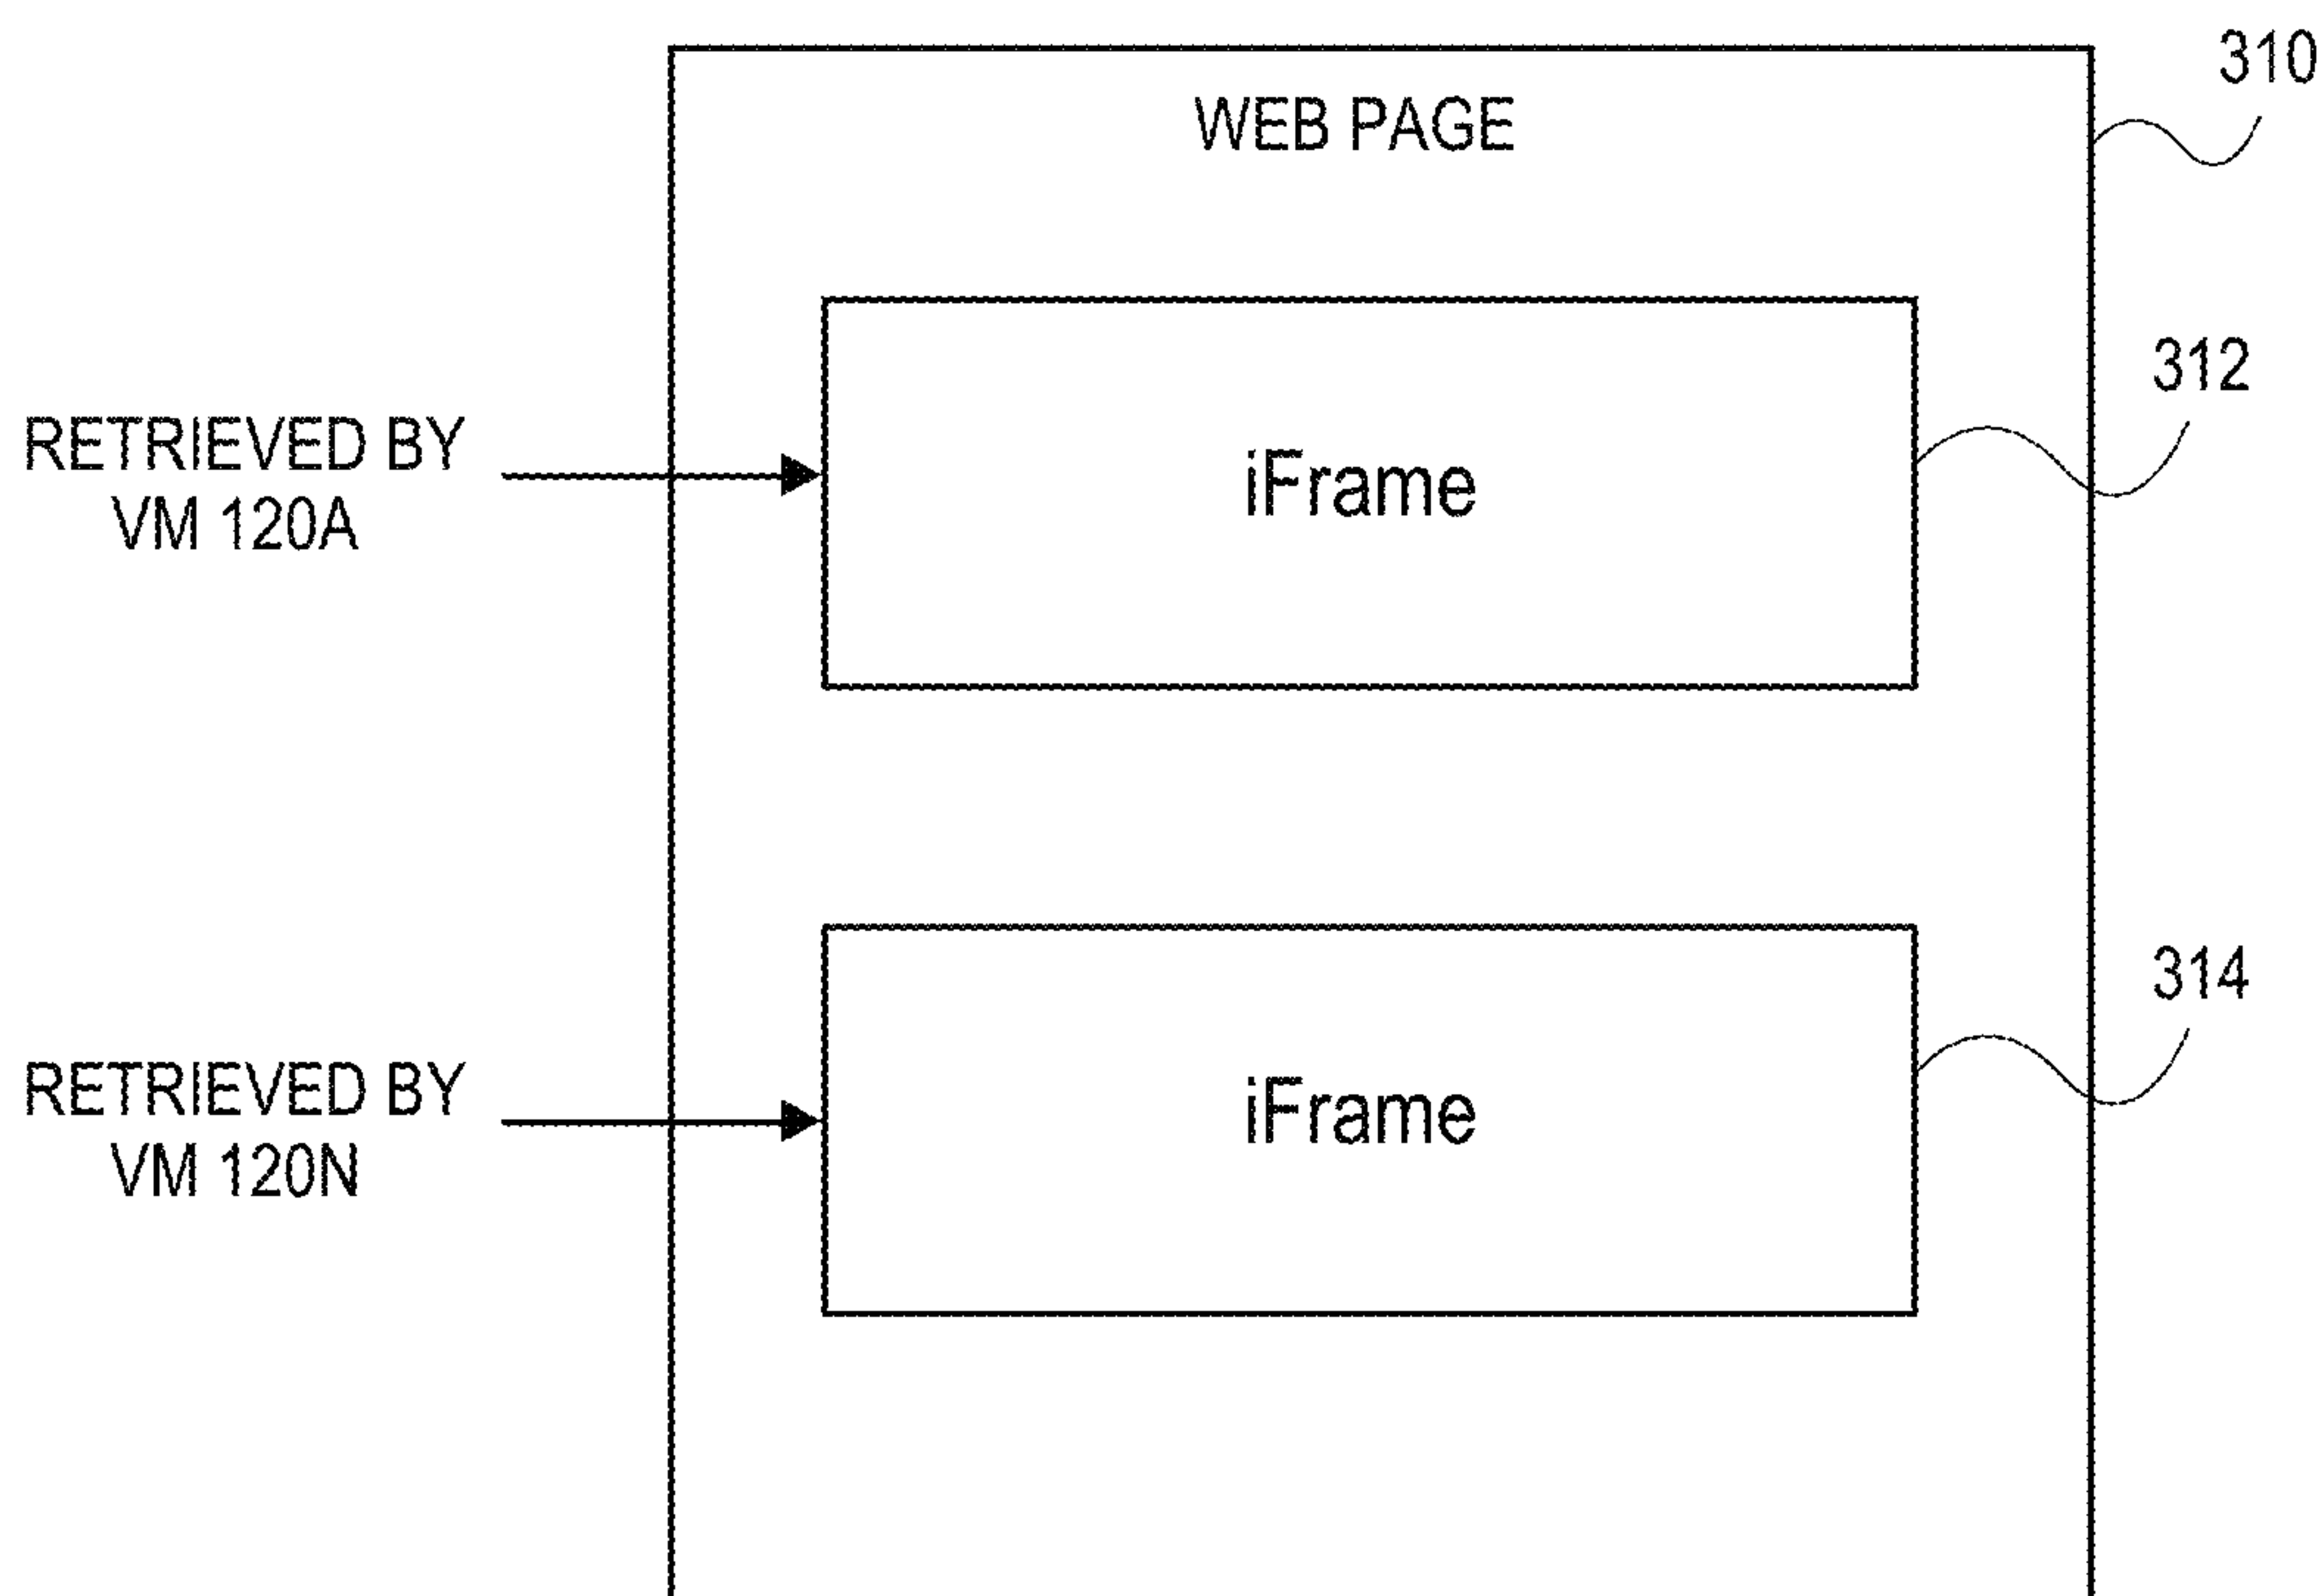 310
WEB PAGE
312
RETRIEVED BY
VM 120A
iFrame
314
RETRIEVED BY
VM 120N
iFrame